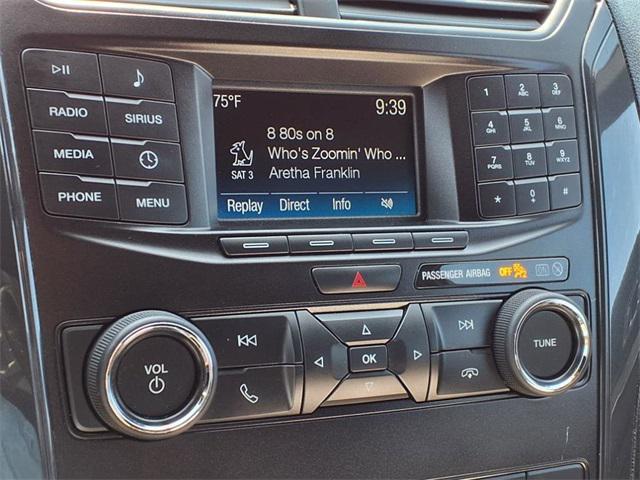 75°F
9:39
8 80s on 8
Who's Zoomin' Who ...
SAT 3
Aretha Franklin
Replay Direct Info
RADIO
SIRIUS
MEDIA
PHONE
MENU
1 2 ABC 3 DEF
4 GHI 5 JKL 6 MNO
7 PQRS 8 TUV 9 WXYZ
* 0 #
PASSENGER AIRBAG OFF ON
VOL
OK
TUNE